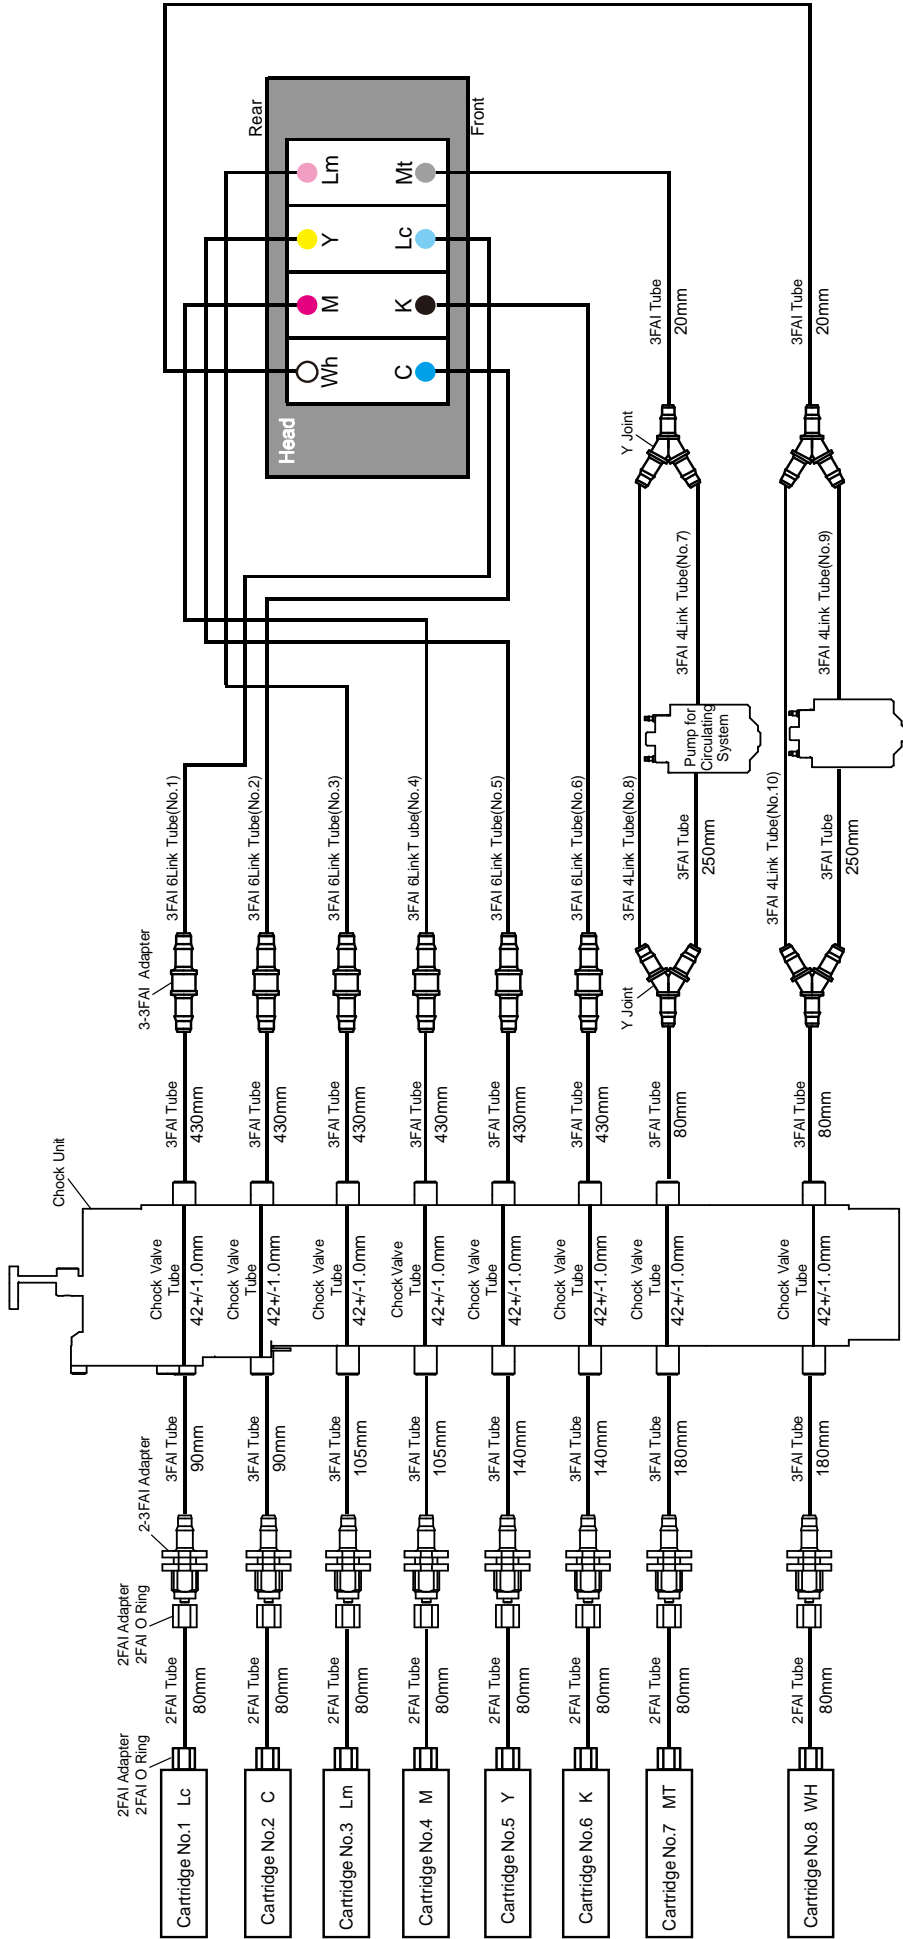 Cartridge No.1 Lc
2FAI Adapter
2FAI O Ring
2FAI Tube
80mm
2FAI Adapter
2FAI O Ring
2-3FAI Adapter
3FAI Tube
90mm
Chock Unit
Chock Valve
Tube
42+/-1.0mm
3FAI Tube
430mm
3-3FAI Adapter
3FAI 6Link Tube(No.1)
Cartridge No.2 C
2FAI Tube
80mm
3FAI Tube
90mm
Chock Valve
Tube
42+/-1.0mm
3FAI Tube
430mm
3FAI 6Link Tube(No.2)
Cartridge No.3 Lm
2FAI Tube
80mm
3FAI Tube
105mm
Chock Valve
Tube
42+/-1.0mm
3FAI Tube
430mm
3FAI 6Link Tube(No.3)
Cartridge No.4 M
2FAI Tube
80mm
3FAI Tube
105mm
Chock Valve
Tube
42+/-1.0mm
3FAI Tube
430mm
3FAI 6LinkT ube(No.4)
Cartridge No.5 Y
2FAI Tube
80mm
3FAI Tube
140mm
Chock Valve
Tube
42+/-1.0mm
3FAI Tube
430mm
3FAI 6Link Tube(No.5)
Cartridge No.6 K
2FAI Tube
80mm
3FAI Tube
140mm
Chock Valve
Tube
42+/-1.0mm
3FAI Tube
430mm
3FAI 6Link Tube(No.6)
Cartridge No.7 MT
2FAI Tube
80mm
3FAI Tube
180mm
Chock Valve
Tube
42+/-1.0mm
3FAI Tube
80mm
Y Joint
3FAI 4Link Tube(No.8)
3FAI Tube
250mm
Pump for
Circulating
System
3FAI 4Link Tube(No.7)
Y Joint
3FAI Tube
20mm
Cartridge No.8 WH
2FAI Tube
80mm
3FAI Tube
180mm
Chock Valve
Tube
42+/-1.0mm
3FAI Tube
80mm
3FAI 4Link Tube(No.10)
3FAI Tube
250mm
3FAI 4Link Tube(No.9)
3FAI Tube
20mm
Rear
Head
Wh
M
Y
Lm
C
K
Lc
Mt
Front